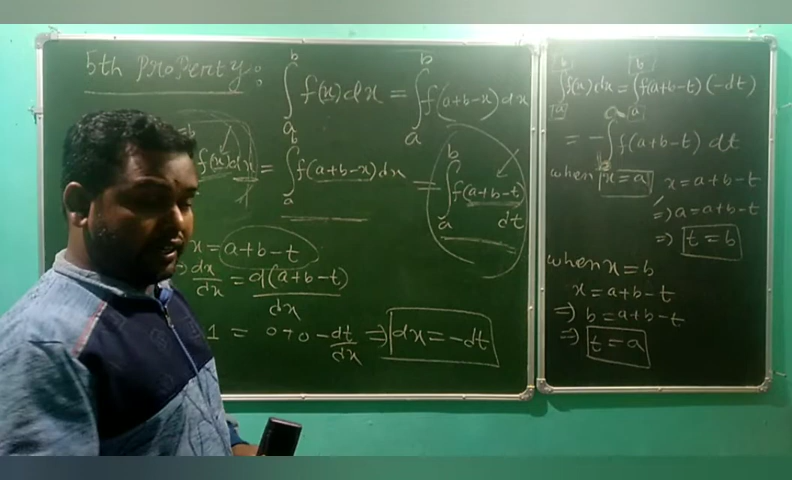 5th Property:
∫_a^b f(x) dx = ∫_a^b f(a+b-x) dx
f(x) dx = ∫_a^b f(a+b-x) dx = ∫_a^b f(a+b-t) dt
x = a+b-t
⇒ dx/dx = d(a+b-t)/dx
1 = 0+0 - dt/dx ⇒ dx = -dt
∫_a^b f(x) dx = ∫_a^b f(a+b-t) (-dt)
= -∫_b^a f(a+b-t) dt
when x = a x = a+b-t
⇒ a = a+b-t
⇒ t = b
when x = b
x = a+b-t
⇒ b = a+b-t
⇒ t = a